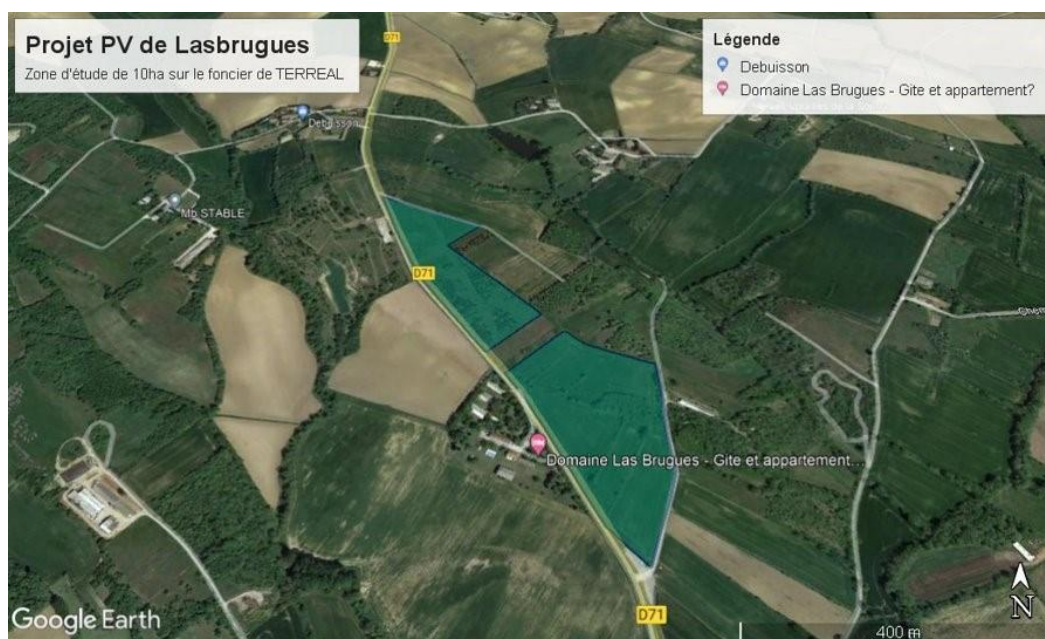 Projet PV de Lasbrugues
Zone d'étude de 10ha sur le foncier de TERREAL
Légende
Debuisson
Domaine Las Brugues - Gite et appartement?
D71
Debuisson
Mb STABLE
D71
Domaine Las Brugues - Gite et appartement...
D71
Google Earth
400 m
N